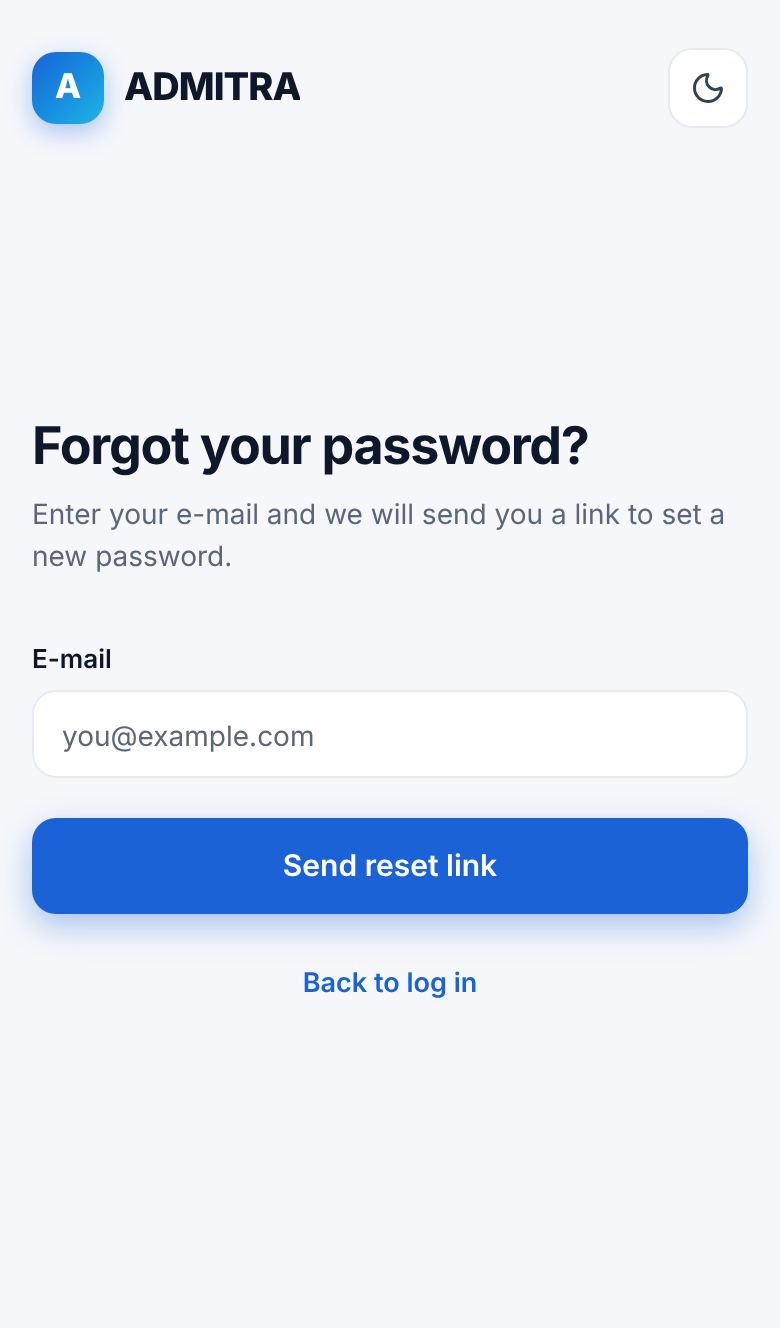 A ADMITRA
Forgot your password?
Enter your e-mail and we will send you a link to set a
new password.
E-mail
you@example.com
Send reset link
Back to log in